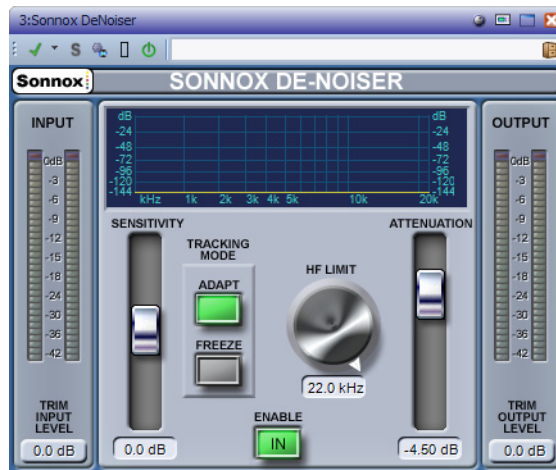 3:Sonnox DeNoiser
S
Sonnox
SONNOX DE-NOISER
INPUT
0dB
-3
-6
-9
-12
-15
-18
-24
-30
-36
-42
TRIM
INPUT
LEVEL
0.0 dB
dB
-24
-48
-72
-96
-120
-144
kHz 1k 2k 3k 4k 5k 10k 20k
dB
-24
-48
-72
-96
-120
-144
SENSITIVITY
0.0 dB
TRACKING
MODE
ADAPT
FREEZE
HF LIMIT
22.0 kHz
ENABLE
IN
ATTENUATION
-4.50 dB
OUTPUT
0dB
-3
-6
-9
-12
-15
-18
-24
-30
-36
-42
TRIM
OUTPUT
LEVEL
0.0 dB